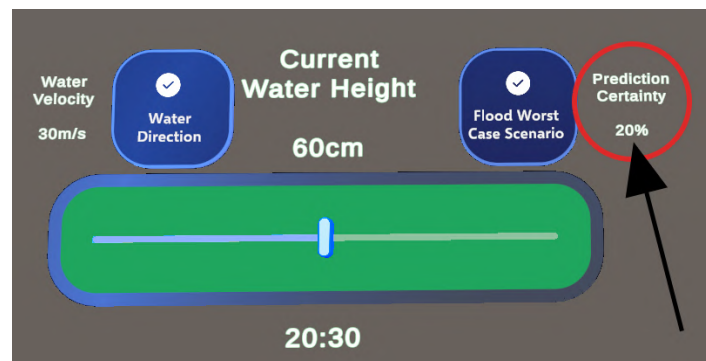 Water
Velocity
30m/s
Water
Direction
Current
Water Height
60cm
Flood Worst
Case Scenario
Prediction
Certainty
20%
20:30